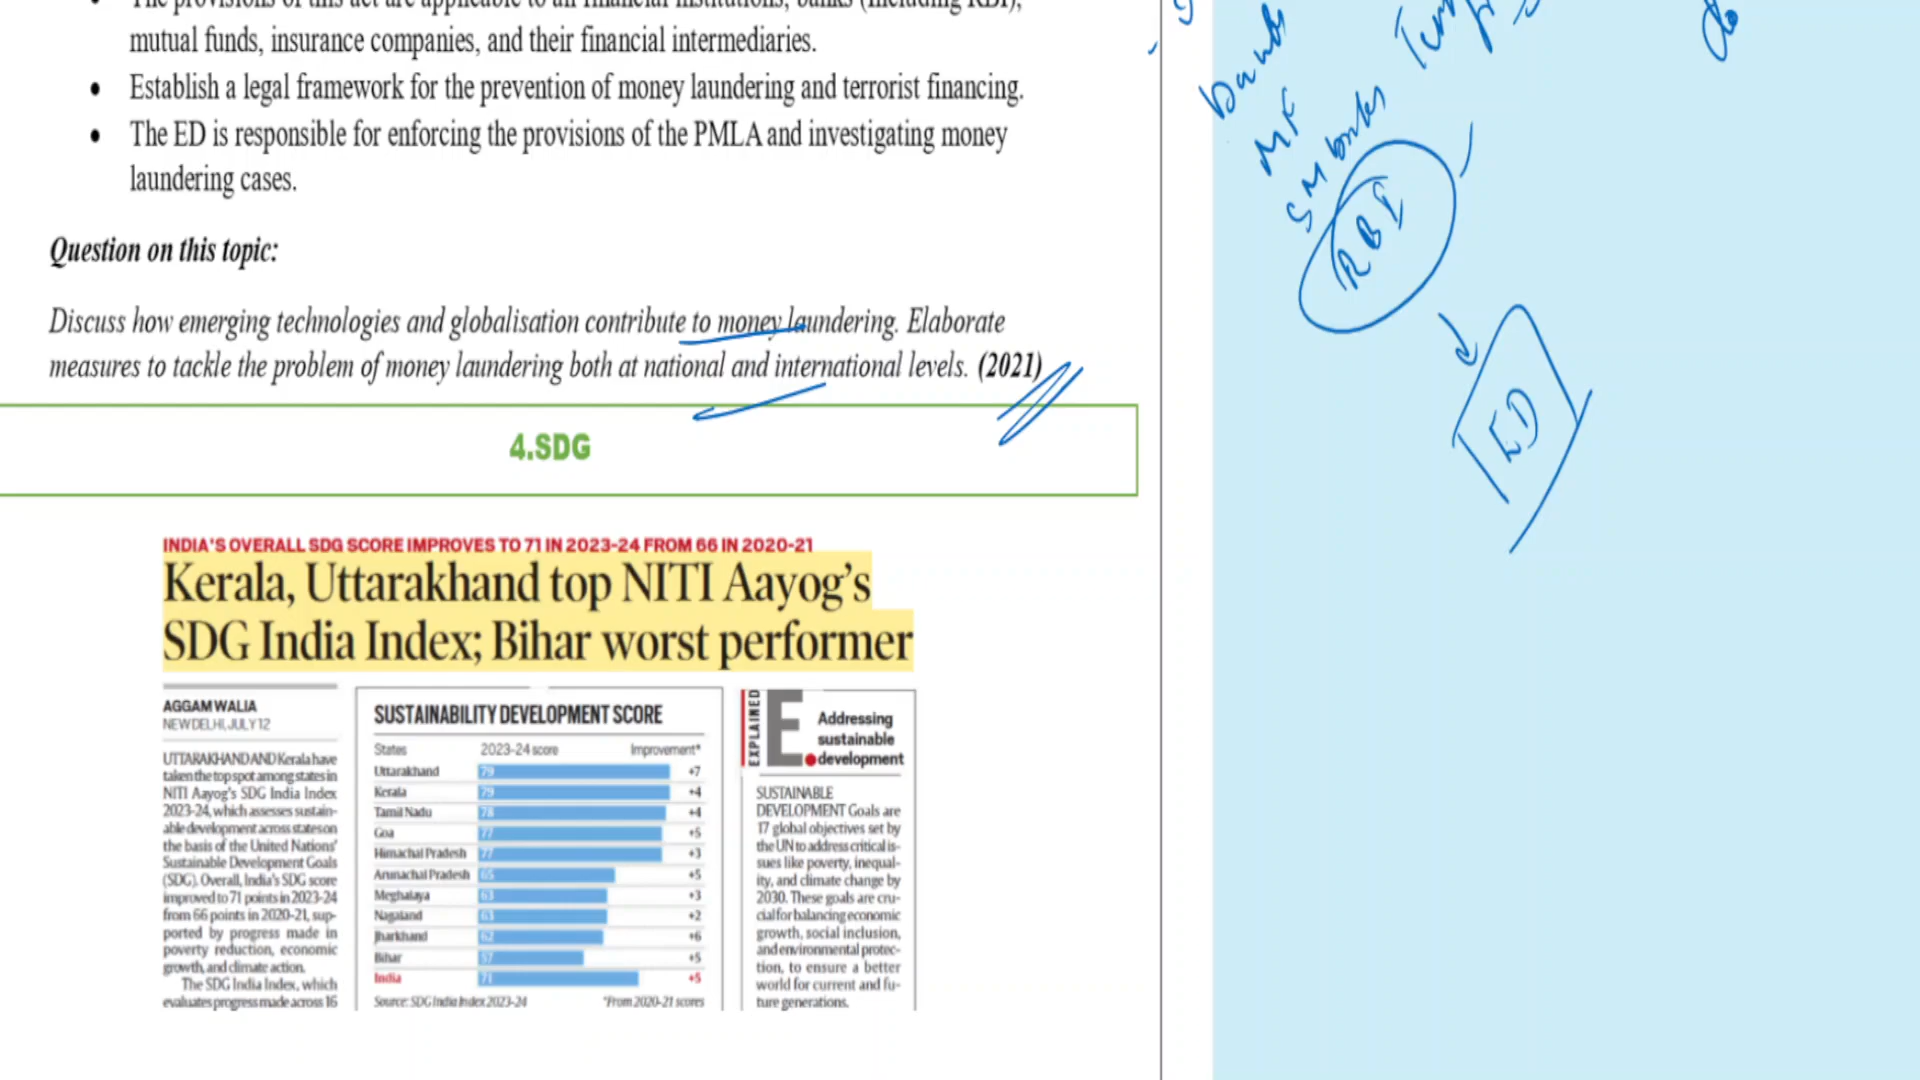 The provisions of this act are applicable to all financial institutions, banks (including RBI),
mutual funds, insurance companies, and their financial intermediaries.
• Establish a legal framework for the prevention of money laundering and terrorist financing.
• The ED is responsible for enforcing the provisions of the PMLA and investigating money
laundering cases.
Question on this topic:
Discuss how emerging technologies and globalisation contribute to money laundering. Elaborate
measures to tackle the problem of money laundering both at national and international levels. (2021)
4.SDG
INDIA'S OVERALL SDG SCORE IMPROVES TO 71 IN 2023-24 FROM 66 IN 2020-21
Kerala, Uttarakhand top NITI Aayog's
SDG India Index; Bihar worst performer
AGGAM WALIA
NEW DELHI, JULY 12
UTTARAKHAND AND Kerala have
taken the top spot among states in
NITI Aayog's SDG India Index
2023-24, which assesses sustain-
able development across states on
the basis of the United Nations'
Sustainable Development Goals
(SDG). Overall, India's SDG score
improved to 71 points in 2023-24
from 66 points in 2020-21, sup-
ported by progress made in
poverty reduction, economic
growth, and climate action.
The SDG India Index, which
evaluates progress made across 16
SUSTAINABILITY DEVELOPMENT SCORE
States 2023-24 score Improvement*
Uttarakhand 79 +7
Kerala 79 +4
Tamil Nadu 78 +4
Goa 77 +5
Himachal Pradesh 77 +3
Arunachal Pradesh 65 +5
Meghalaya 63 +3
Nagaland 63 +2
Jharkhand 62 +6
Bihar 57 +5
India 71 +5
Source: SDG India Index 2023-24 *From 2020-21 scores
EXPLAINED
E.
Addressing
sustainable
development
SUSTAINABLE
DEVELOPMENT Goals are
17 global objectives set by
the UN to address critical is-
sues like poverty, inequal-
ity, and climate change by
2030. These goals are cru-
cial for balancing economic
growth, social inclusion,
and environmental protec-
tion, to ensure a better
world for current and fu-
ture generations.
MF
RBI
ED